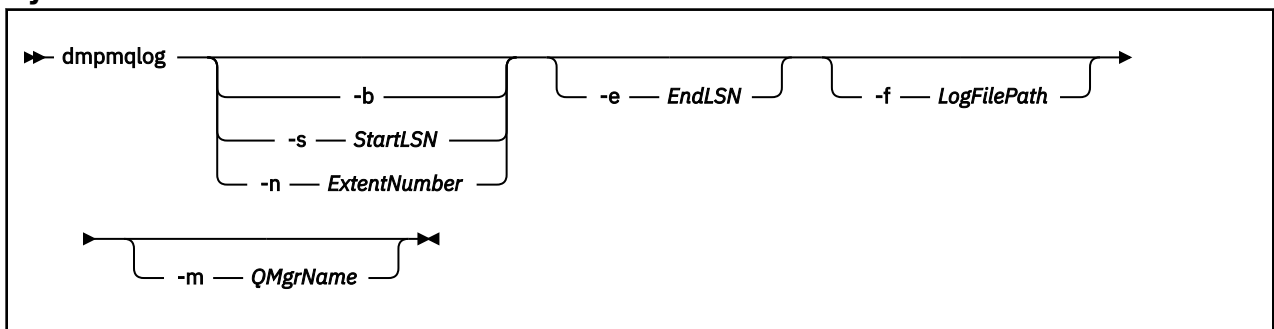 dmpmqlog
-b
-s StartLSN
-n ExtentNumber
-e EndLSN
-f LogFilePath
-m QMgrName